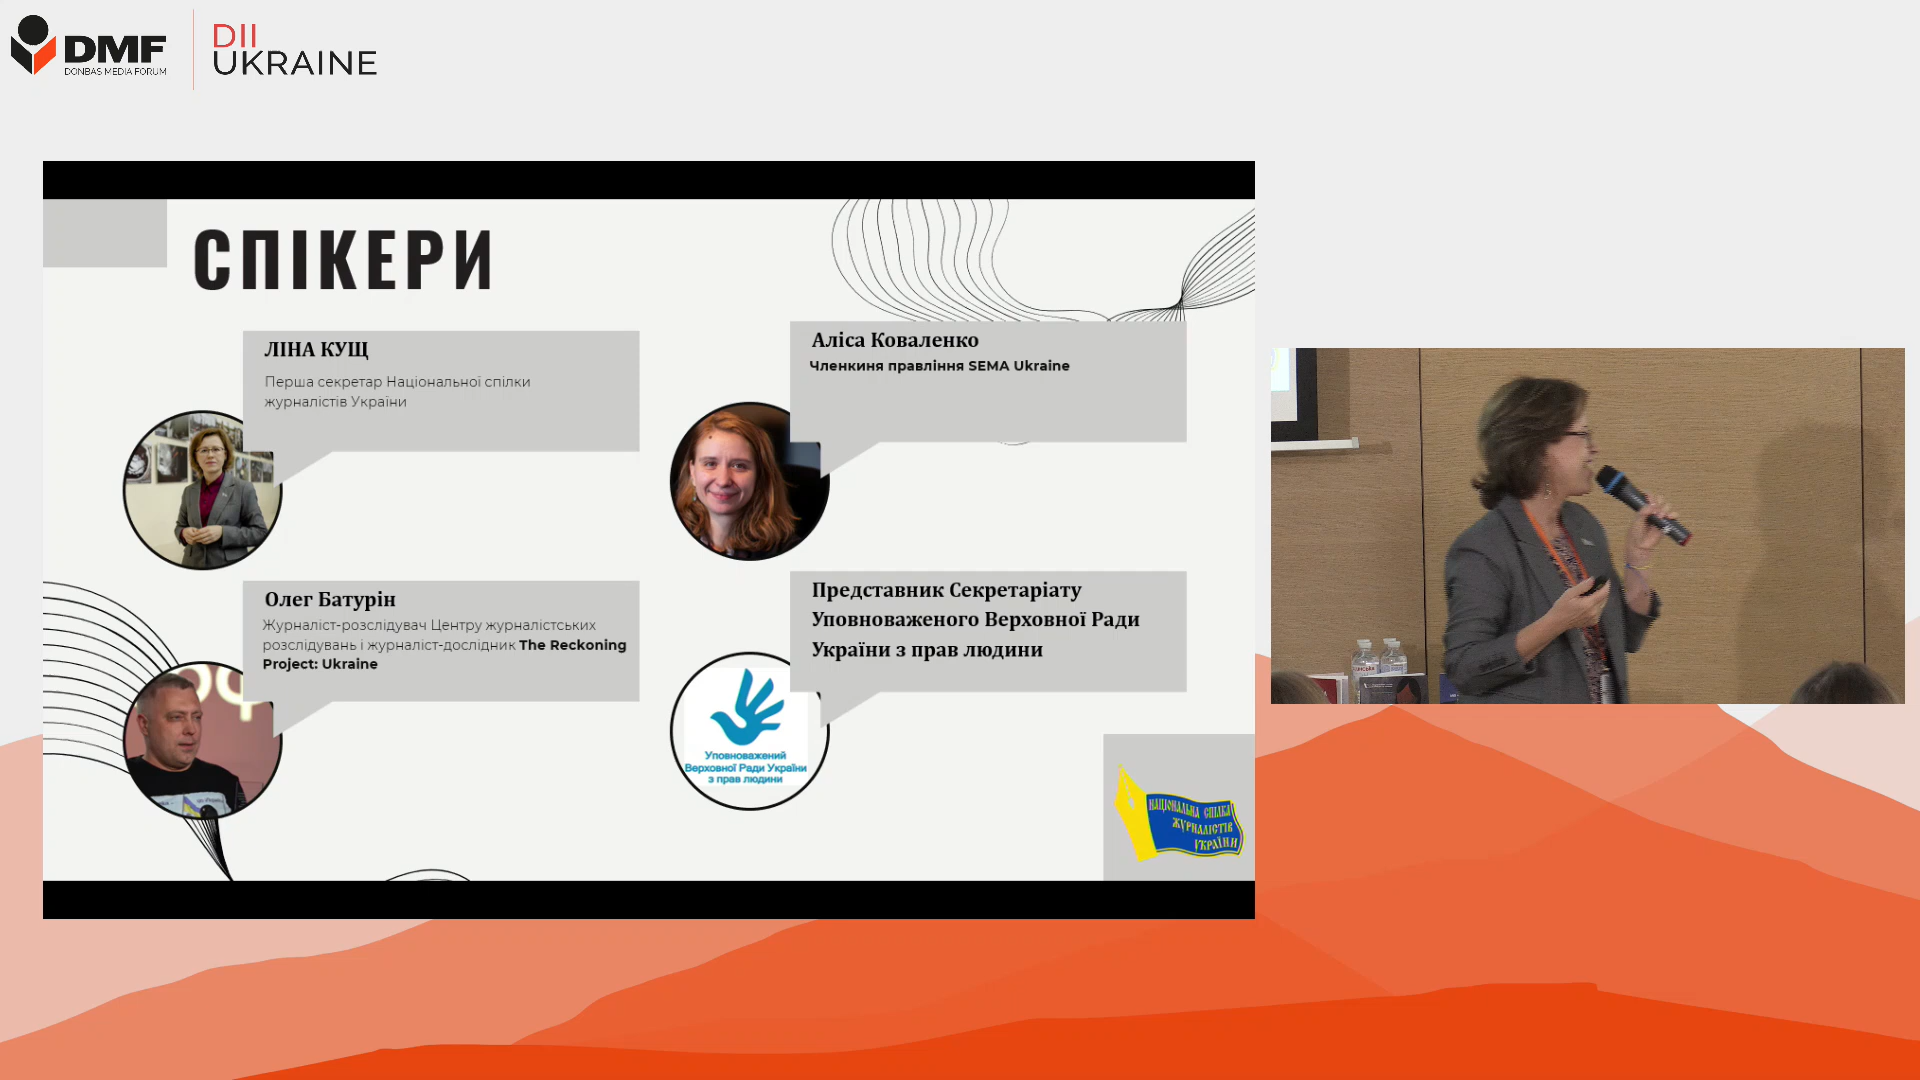 DMF
DONBAS MEDIA FORUM
DII
UKRAINE
СПІКЕРИ
ЛІНА КУЩ
Перша секретар Національної спілки
журналістів України
Аліса Коваленко
Членкиня правління SEMA Ukraine
Олег Батурін
Журналіст-розслідувач Центру журналістських
розслідувань і журналіст-дослідник The Reckoning
Project: Ukraine
Представник Секретаріату
Уповноваженого Верховної Ради
України з прав людини
Уповноважений
Верховної Ради України
з прав людини
НАЦІОНАЛЬНА СПІЛКА
ЖУРНАЛІСТІВ
УКРАЇНИ